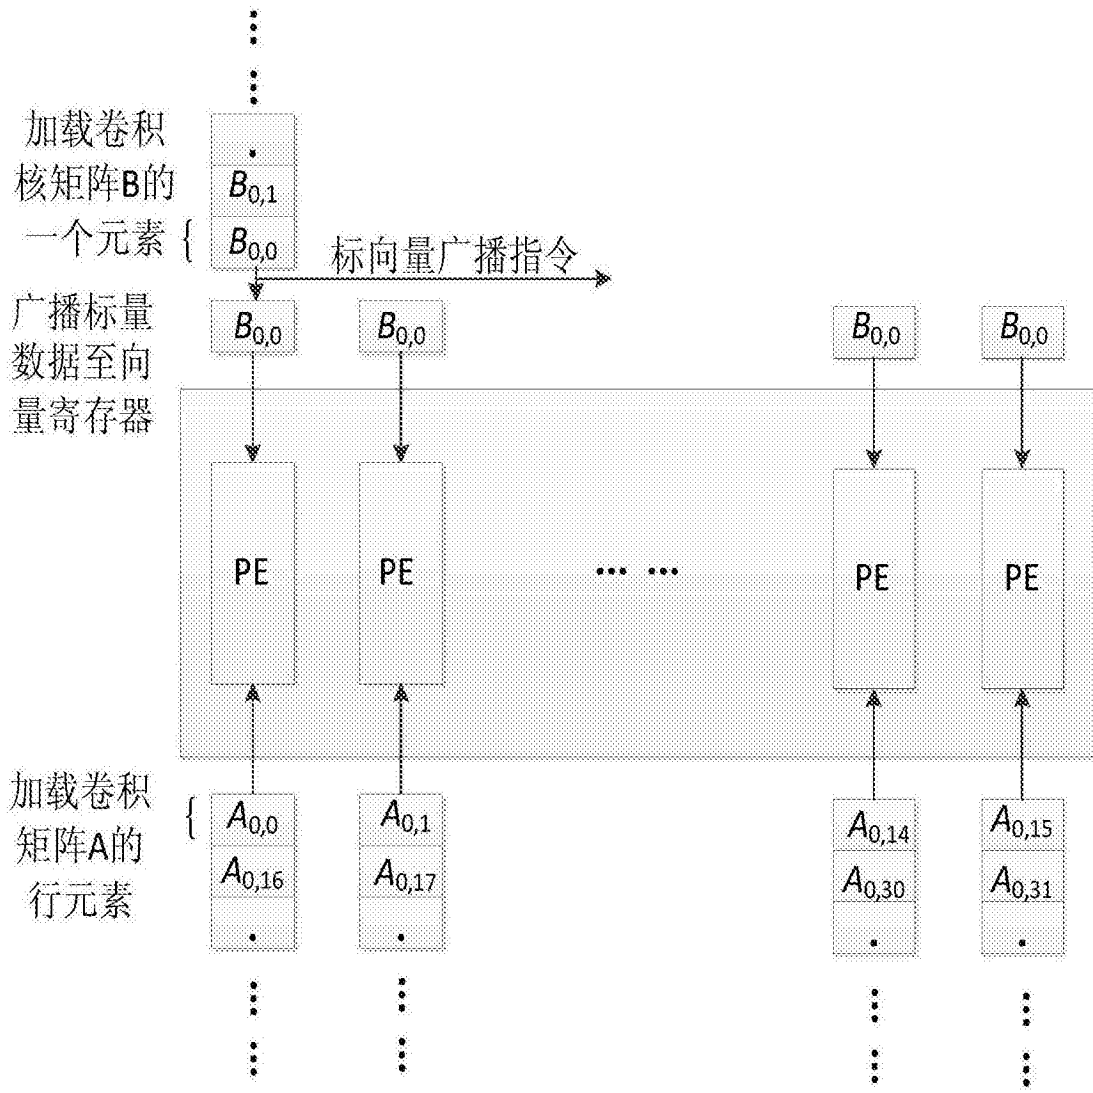 加载卷积
核矩阵B的
一个元素 {
B0,1
B0,0
标向量广播指令
广播标量
数据至向
量寄存器
B0,0 B0,0 B0,0 B0,0
PE PE …… PE PE
加载卷积
矩阵A的
行元素
{ A0,0 A0,1 A0,14 A0,15
A0,16 A0,17 A0,30 A0,31